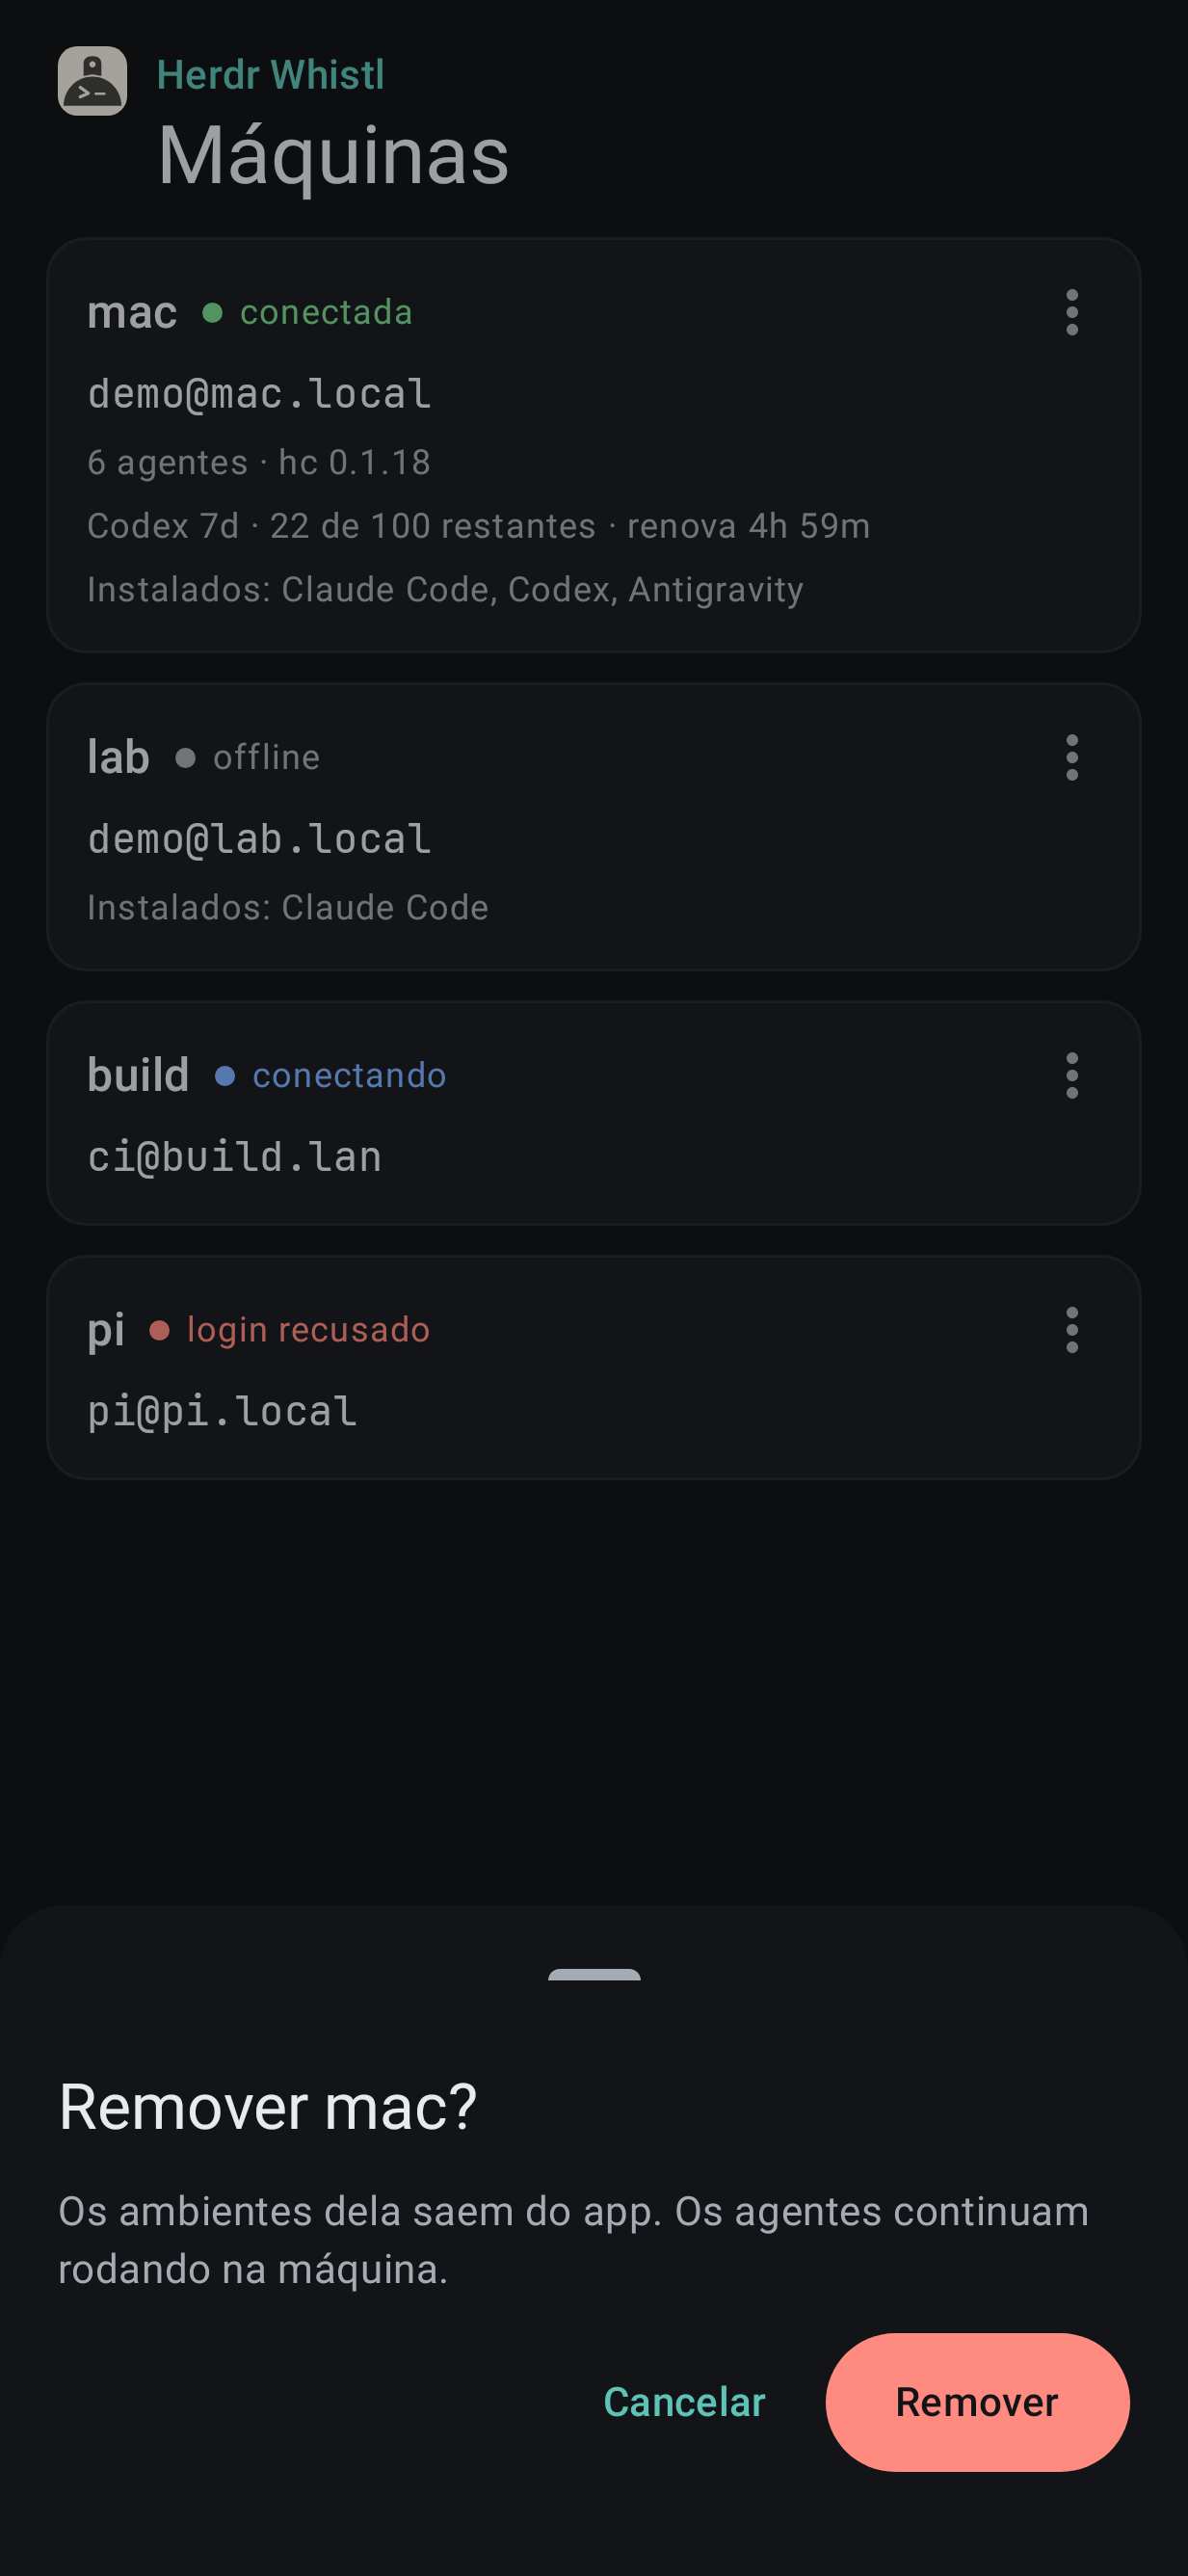 Herdr Whistl
Máquinas
mac conectada
demo@mac.local
6 agentes · hc 0.1.18
Codex 7d · 22 de 100 restantes · renova 4h 59m
Instalados: Claude Code, Codex, Antigravity
lab offline
demo@lab.local
Instalados: Claude Code
build conectando
ci@build.lan
pi login recusado
pi@pi.local
Remover mac?
Os ambientes dela saem do app. Os agentes continuam
rodando na máquina.
Cancelar Remover